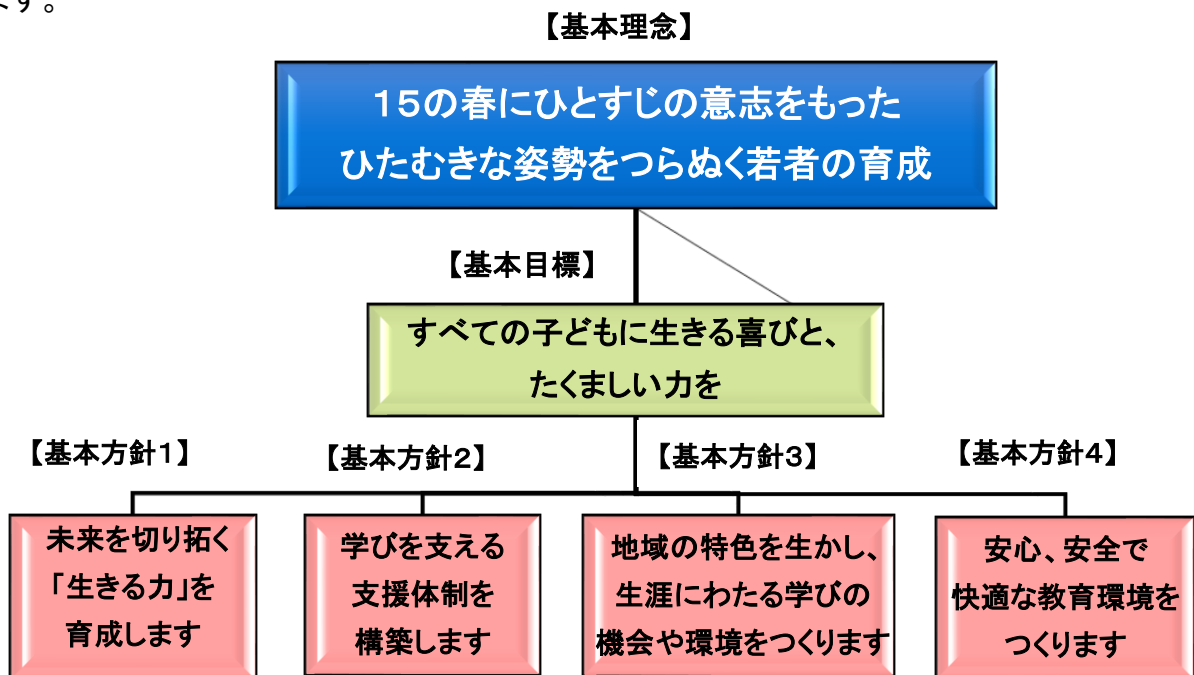 ます。
【基本理念】
15の春にひとすじの意志をもった
ひたむきな姿勢をつらぬく若者の育成
【基本目標】
すべての子どもに生きる喜びと、
たくましい力を
【基本方針1】
未来を切り拓く
「生きる力」を
育成します
【基本方針2】
学びを支える
支援体制を
構築します
【基本方針3】
地域の特色を生かし、
生涯にわたる学びの
機会や環境をつくります
【基本方針4】
安心、安全で
快適な教育環境を
つくります